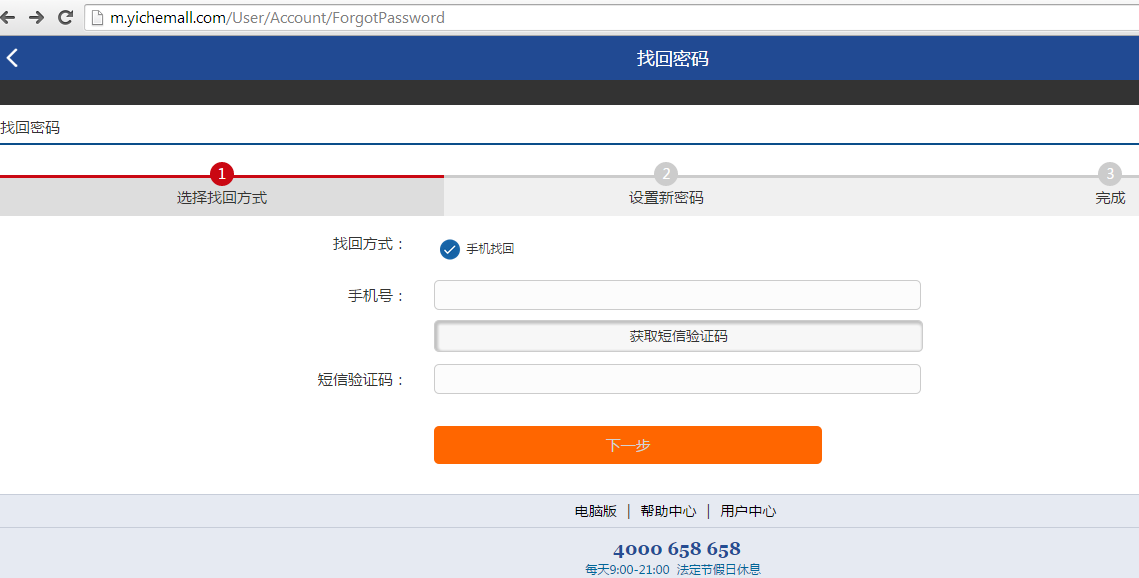 m.yichemall.com/User/Account/ForgotPassword
找回密码
找回密码
1 2 3
选择找回方式 设置新密码 完成
找回方式： 手机找回
手机号：
获取短信验证码
短信验证码：
下一步
电脑版 | 帮助中心 | 用户中心
4000 658 658
每天9:00-21:00 法定节假日休息